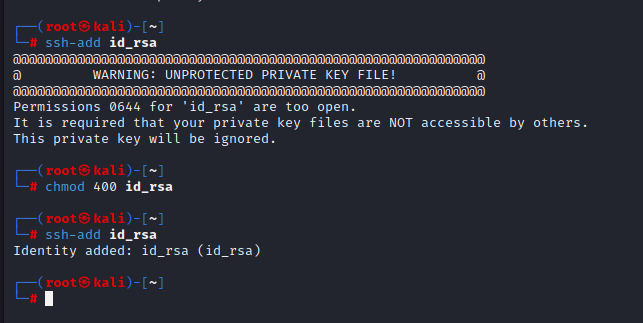 ┌──(root㉿kali)-[~]
└─# ssh-add id_rsa
@@@@@@@@@@@@@@@@@@@@@@@@@@@@@@@@@@@@@@@@@@@@@@@@@@@@@@@@@@@
@         WARNING: UNPROTECTED PRIVATE KEY FILE!          @
@@@@@@@@@@@@@@@@@@@@@@@@@@@@@@@@@@@@@@@@@@@@@@@@@@@@@@@@@@@
Permissions 0644 for 'id_rsa' are too open.
It is required that your private key files are NOT accessible by others.
This private key will be ignored.
┌──(root㉿kali)-[~]
└─# chmod 400 id_rsa
┌──(root㉿kali)-[~]
└─# ssh-add id_rsa
Identity added: id_rsa (id_rsa)
┌──(root㉿kali)-[~]
└─#